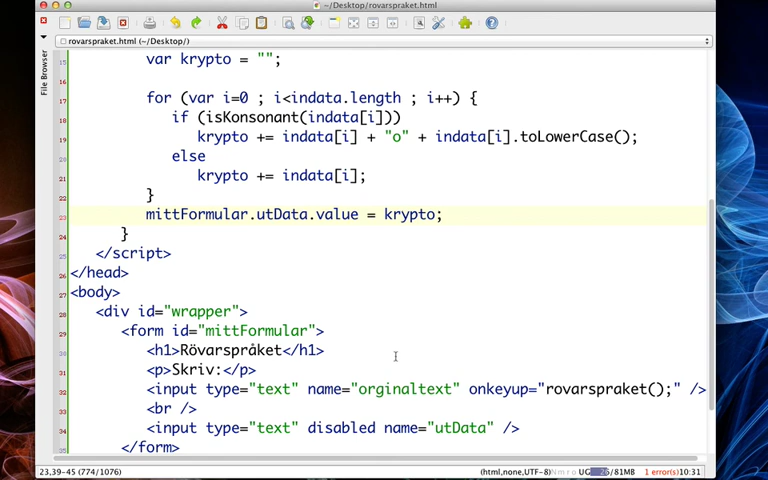 ~/Desktop/rovarspraket.html
rovarspraket.html (~/Desktop/)
File Browser
15 var krypto = "";
16
17 for (var i=0 ; i<indata.length ; i++) {
18 if (isKonsonant(indata[i]))
19 krypto += indata[i] + "o" + indata[i].toLowerCase();
20 else
21 krypto += indata[i];
22 }
23 mittFormular.utData.value = krypto;
24 }
25 </script>
26 </head>
27 <body>
28 <div id="wrapper">
29 <form id="mittFormular">
30 <h1>Rövarspråket</h1>
31 <p>Skriv:</p>
32 <input type="text" name="orginaltext" onkeyup="rovarspraket();" />
33 <br />
34 <input type="text" disabled name="utData" />
35 </form>
23,39-45 (774/1076)
(html,none,UTF-8) UG 81MB 1 error(s)10:31